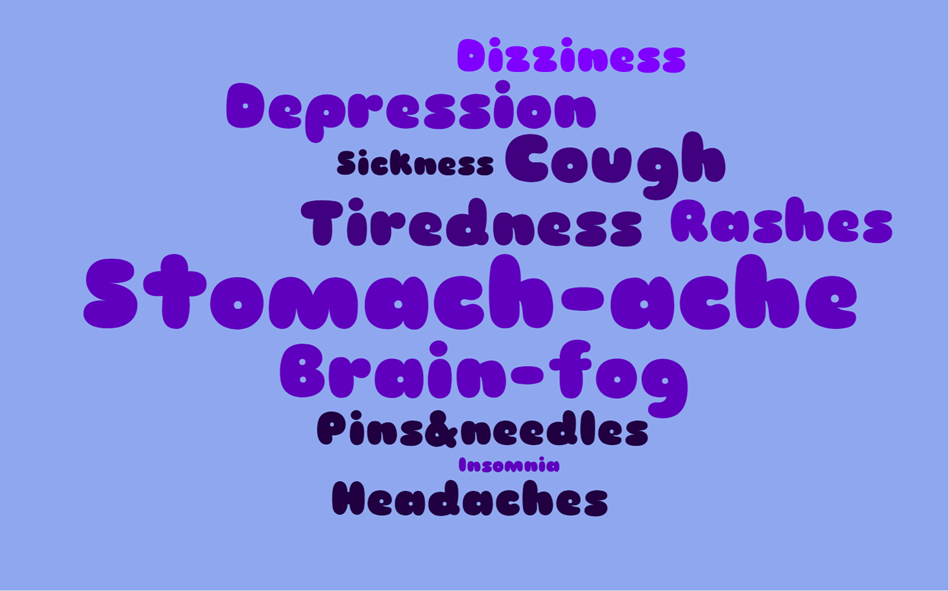 Dizziness
Depression
Sickness Cough
Tiredness Rashes
Stomach-ache
Brain-fog
Pins&needles
Insomnia
Headaches